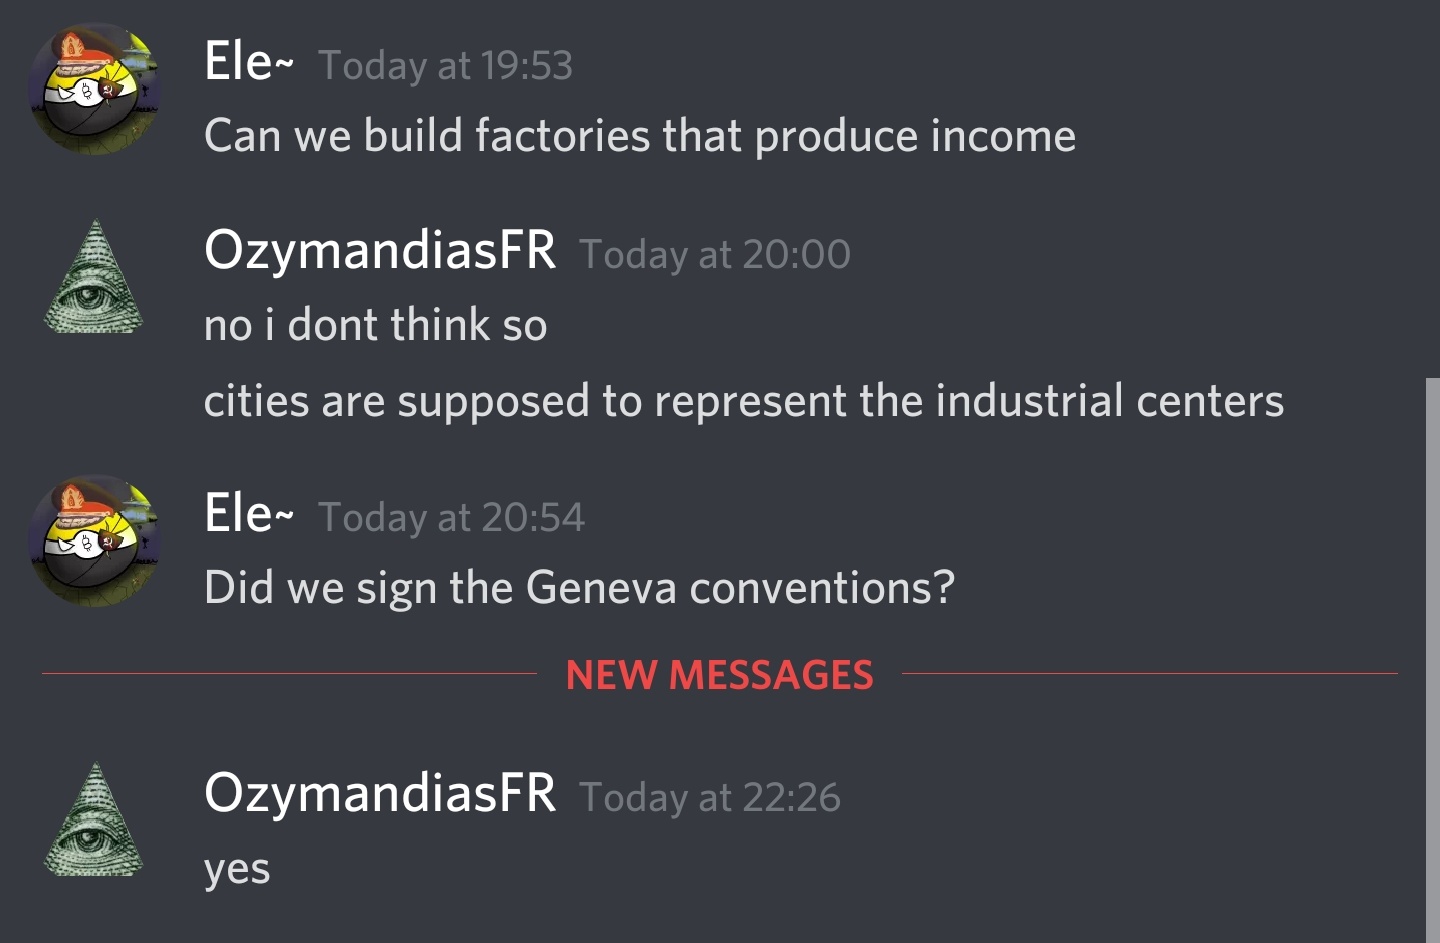 Ele~ Today at 19:53
Can we build factories that produce income
OzymandiasFR Today at 20:00
no i dont think so
cities are supposed to represent the industrial centers
Ele~ Today at 20:54
Did we sign the Geneva conventions?
NEW MESSAGES
OzymandiasFR Today at 22:26
yes